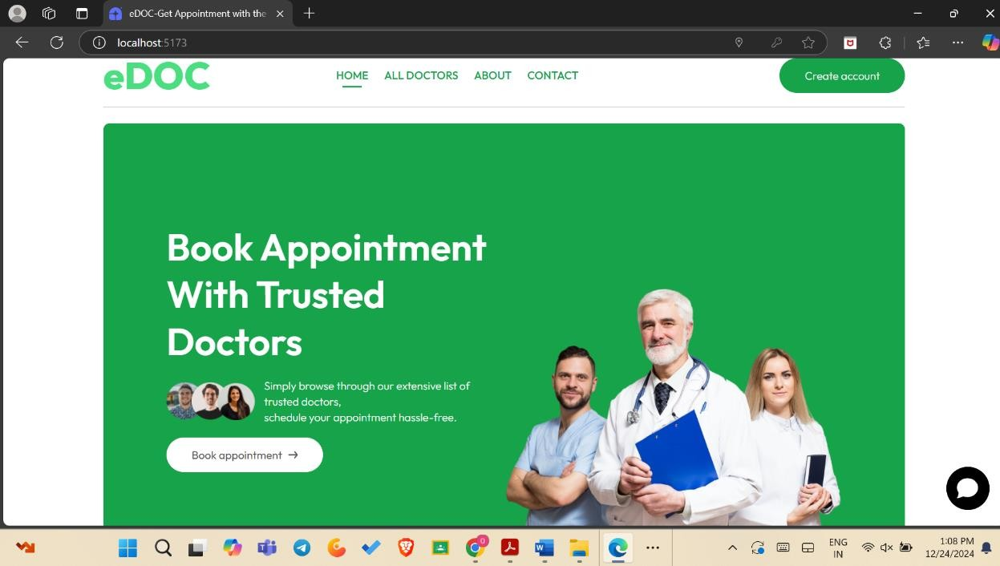 eDOC-Get Appointment with the
localhost:5173
eDOC
HOME
ALL DOCTORS
ABOUT
CONTACT
Create account
Book Appointment
With Trusted
Doctors
Simply browse through our extensive list of
trusted doctors,
schedule your appointment hassle-free.
Book appointment →
0
ENG
IN
1:08 PM
12/24/2024